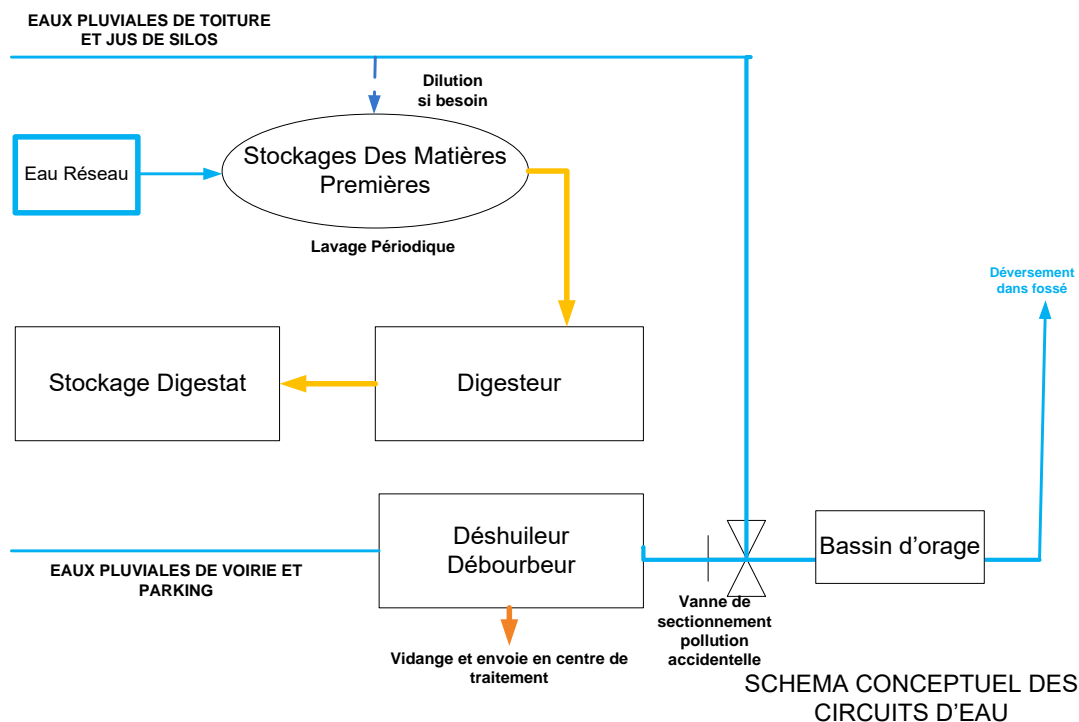 EAUX PLUVIALES DE TOITURE
ET JUS DE SILOS
Dilution
si besoin
Eau Réseau
Stockages Des Matières
Premières
Lavage Périodique
Déversement
dans fossé
Stockage Digestat
Digesteur
Déshuileur
Débourbeur
Bassin d'orage
EAUX PLUVIALES DE VOIRIE ET
PARKING
Vanne de
sectionnement
pollution
accidentelle
Vidange et envoie en centre de
traitement
SCHEMA CONCEPTUEL DES
CIRCUITS D'EAU